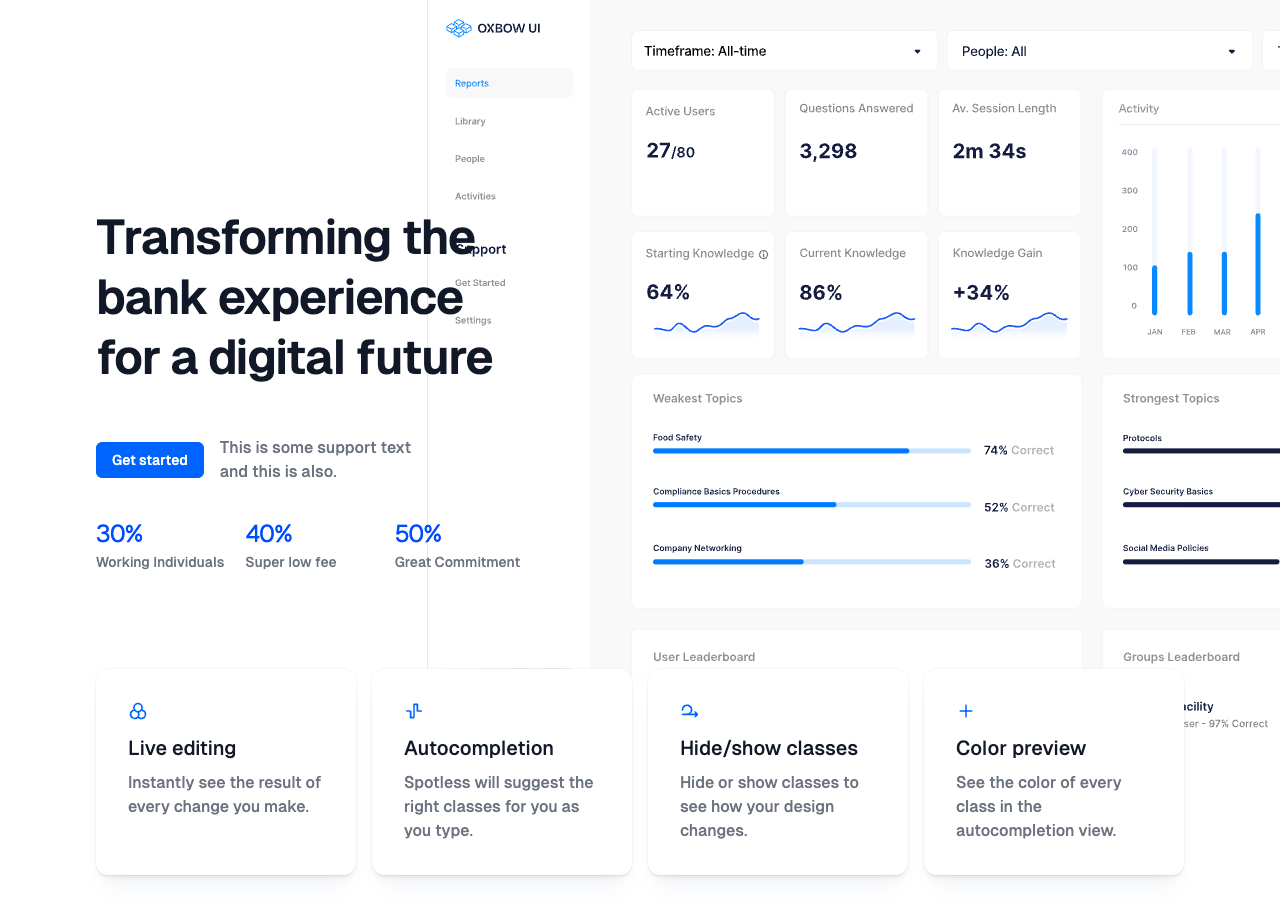 OXBOW UI
Reports
Library
People
Activities
Support
Get Started
Settings
Transforming the
bank experience
for a digital future
Get started
This is some support text
and this is also.
30%
Working Individuals
40%
Super low fee
50%
Great Commitment
Timeframe: All-time
People: All
Active Users
27/80
Questions Answered
3,298
Av. Session Length
2m 34s
Starting Knowledge
64%
Current Knowledge
86%
Knowledge Gain
+34%
Activity
400
300
200
100
0
JAN FEB MAR APR
Weakest Topics
Food Safety
74% Correct
Compliance Basics Procedures
52% Correct
Company Networking
36% Correct
Strongest Topics
Protocols
Cyber Security Basics
Social Media Policies
User Leaderboard
Groups Leaderboard
acility
ser - 97% Correct
Live editing
Instantly see the result of
every change you make.
Autocompletion
Spotless will suggest the
right classes for you as
you type.
Hide/show classes
Hide or show classes to
see how your design
changes.
Color preview
See the color of every
class in the
autocompletion view.